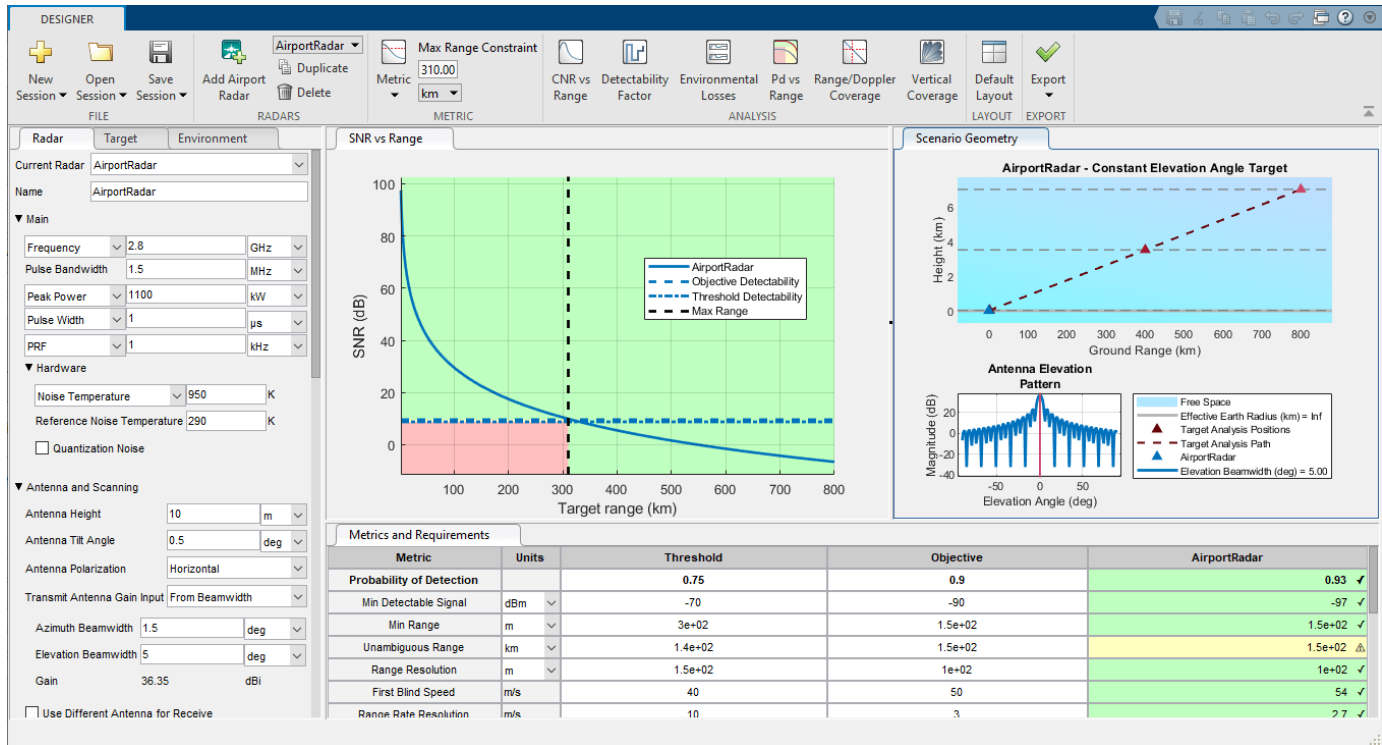 DESIGNER
New Session
Open Session
Save Session
FILE
Add Airport Radar
AirportRadar
Duplicate
Delete
RADARS
Metric
Max Range Constraint
310.00
km
METRIC
CNR vs Range
Detectability Factor
Environmental Losses
Pd vs Range
Range/Doppler Coverage
Vertical Coverage
ANALYSIS
Default Layout
LAYOUT
Export
EXPORT
Radar Target Environment
Current Radar AirportRadar
Name AirportRadar
Main
Frequency 2.8 GHz
Pulse Bandwidth 1.5 MHz
Peak Power 1100 kW
Pulse Width 1 µs
PRF 1 kHz
Hardware
Noise Temperature 950 K
Reference Noise Temperature 290 K
Quantization Noise
Antenna and Scanning
Antenna Height 10 m
Antenna Tilt Angle 0.5 deg
Antenna Polarization Horizontal
Transmit Antenna Gain Input From Beamwidth
Azimuth Beamwidth 1.5 deg
Elevation Beamwidth 5 deg
Gain 36.35 dBi
Use Different Antenna for Receive
SNR vs Range
100
80
60
40
20
0
SNR (dB)
AirportRadar
Objective Detectability
Threshold Detectability
Max Range
100 200 300 400 500 600 700 800
Target range (km)
Scenario Geometry
AirportRadar - Constant Elevation Angle Target
6
4
2
0
Height (km)
0 100 200 300 400 500 600 700 800
Ground Range (km)
Antenna Elevation
Pattern
20
0
-20
-40
Magnitude (dB)
-50 0 50
Elevation Angle (deg)
Free Space
Effective Earth Radius (km) = Inf
Target Analysis Positions
Target Analysis Path
AirportRadar
Elevation Beamwidth (deg) = 5.00
Metrics and Requirements
Metric Units Threshold Objective AirportRadar
Probability of Detection 0.75 0.9 0.93 ✓
Min Detectable Signal dBm -70 -90 -97 ✓
Min Range m 3e+02 1.5e+02 1.5e+02 ✓
Unambiguous Range km 1.4e+02 1.5e+02 1.5e+02 ⚠
Range Resolution m 1.5e+02 1e+02 1e+02 ✓
First Blind Speed m/s 40 50 54 ✓
Range Rate Resolution m/s 10 3 2.7 ✓